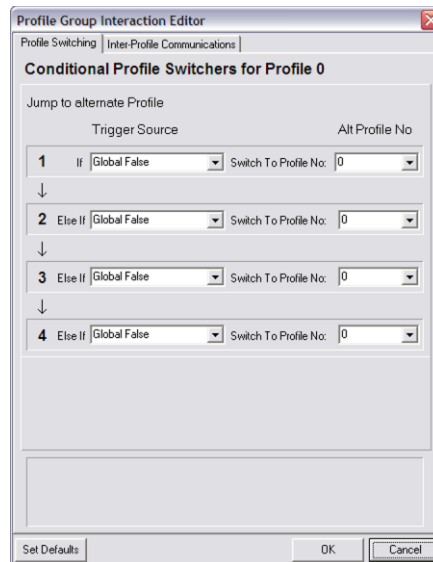 Profile Group Interaction Editor
Profile Switching Inter-Profile Communications
Conditional Profile Switchers for Profile 0
Jump to alternate Profile
Trigger Source Alt Profile No
1 If Global False Switch To Profile No: 0
↓
2 Else If Global False Switch To Profile No: 0
↓
3 Else If Global False Switch To Profile No: 0
↓
4 Else If Global False Switch To Profile No: 0
Set Defaults OK Cancel